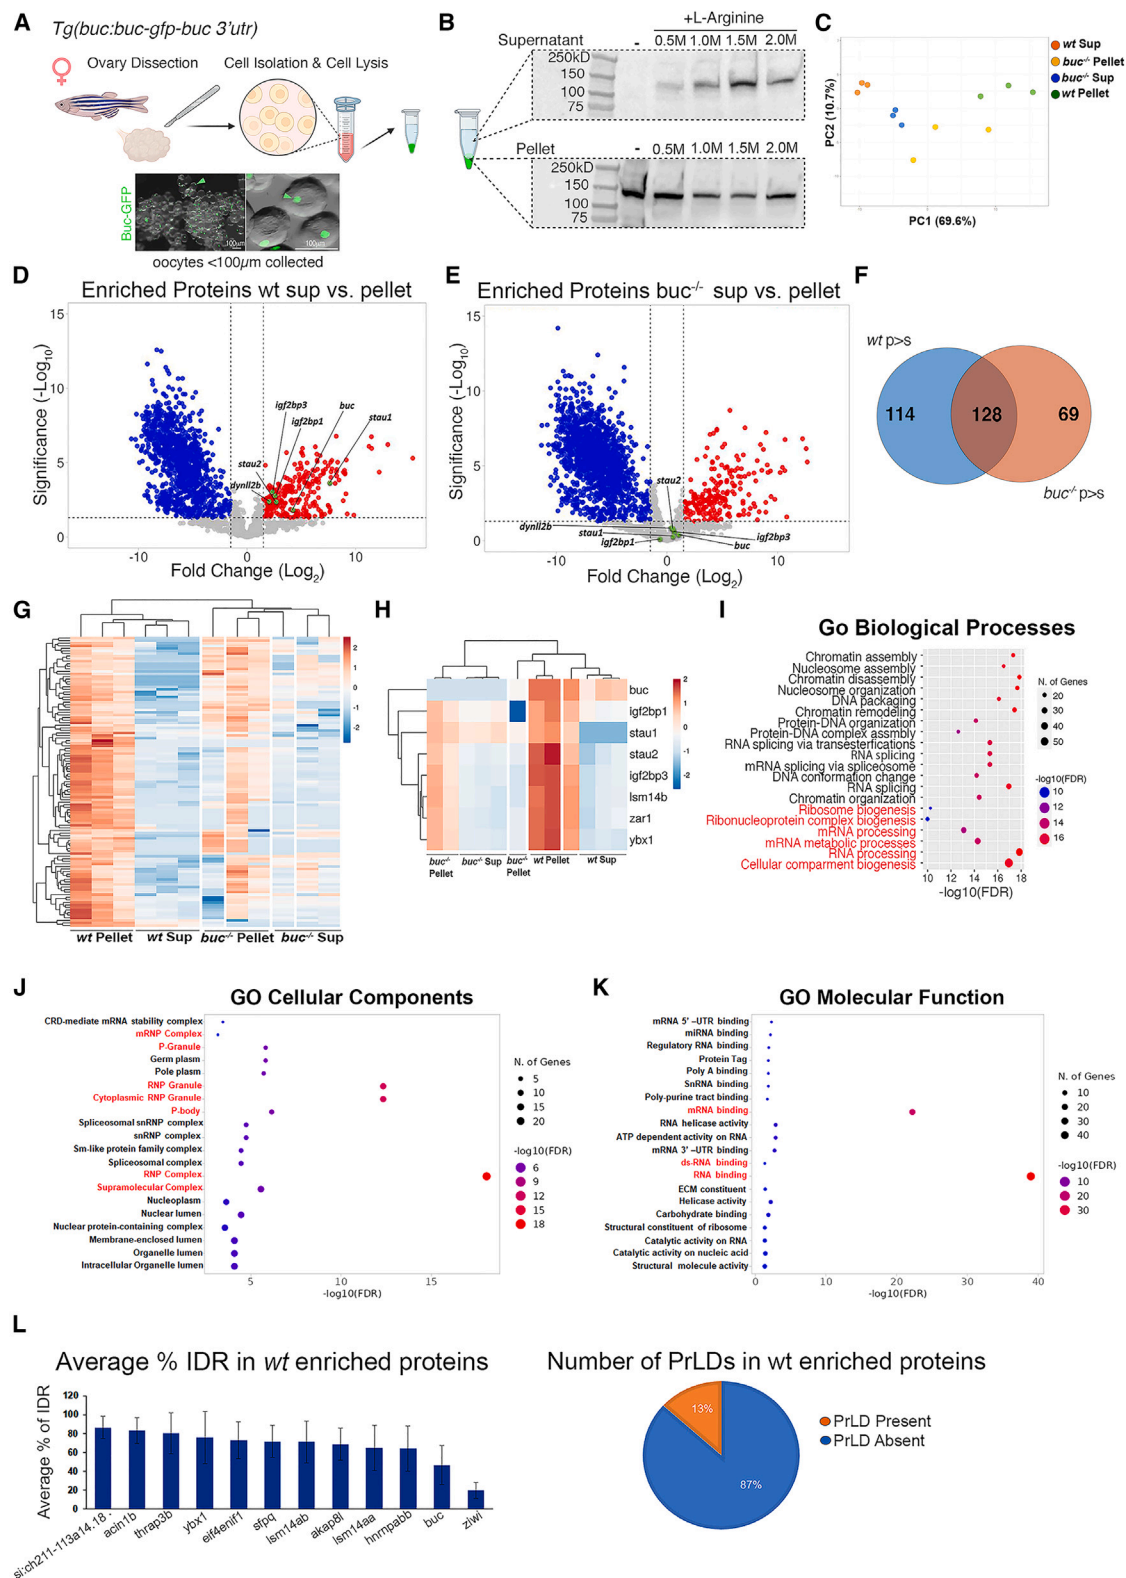 A
Tg(buc:buc-gfp-buc 3'utr)
Ovary Dissection
Cell Isolation & Cell Lysis
Buc-GFP
100μm
100μm
oocytes <100μm collected
B
+L-Arginine
Supernatant
- 0.5M 1.0M 1.5M 2.0M
250kD
150
100
75
Pellet
- 0.5M 1.0M 1.5M 2.0M
250kD
150
100
75
C
PC2 (10.7%)
PC1 (69.6%)
wt Sup
buc-/- Pellet
buc-/- Sup
wt Pellet
D
Enriched Proteins wt sup vs. pellet
Significance (-Log10)
15
10
5
0
igf2bp3
buc
igf2bp1
stau1
stau2
dynll2b
-10 0 10
Fold Change (Log2)
E
Enriched Proteins buc-/- sup vs. pellet
Significance (-Log10)
15
10
5
0
stau2
dynll2b
stau1
igf2bp1
igf2bp3
buc
-10 0 10
Fold Change (Log2)
F
wt p>s
114 128 69
buc-/- p>s
G
2
1
0
-1
-2
wt Pellet wt Sup buc-/- Pellet buc-/- Sup
H
buc
igf2bp1
stau1
stau2
igf2bp3
lsm14b
zar1
ybx1
2
1
0
-1
-2
buc-/- Pellet
buc-/- Sup
buc-/- Pellet
wt Pellet
wt Sup
I
Go Biological Processes
Chromatin assembly
Nucleosome assembly
Chromatin disassembly
Nucleosome organization
DNA packaging
Chromatin remodeling
Protein-DNA organization
Protein-DNA complex assmbly
RNA splicing via transesterfications
RNA splicing
mRNA splicing via spliceosome
DNA conformation change
RNA splicing
Chromatin organization
Ribosome biogenesis
Ribonucleoprotein complex biogenesis
mRNA processing
mRNA metabolic processes
RNA processing
Cellular comparment biogenesis
10 12 14 16 18
-log10(FDR)
N. of Genes
20
30
40
50
-log10(FDR)
10
12
14
16
J
GO Cellular Components
CRD-mediate mRNA stability complex
mRNP Complex
P-Granule
Germ plasm
Pole plasm
RNP Granule
Cytoplasmic RNP Granule
P-body
Spliceosomal snRNP complex
snRNP complex
Sm-like protein family complex
Spliceosomal complex
RNP Complex
Supramolecular Complex
Nucleoplasm
Nuclear lumen
Nuclear protein-containing complex
Membrane-enclosed lumen
Organelle lumen
Intracellular Organelle lumen
5 10 15
-log10(FDR)
N. of Genes
5
10
15
20
-log10(FDR)
6
9
12
15
18
K
GO Molecular Function
mRNA 5' –UTR binding
miRNA binding
Regulatory RNA binding
Protein Tag
Poly A binding
SnRNA binding
Poly-purine tract binding
mRNA binding
RNA helicase activity
ATP dependent activity on RNA
mRNA 3' –UTR binding
ds-RNA binding
RNA binding
ECM constituent
Helicase activity
Carbohydrate binding
Structural constituent of ribosome
Catalytic activity on RNA
Catalytic activity on nucleic acid
Structural molecule activity
0 10 20 30 40
-log10(FDR)
N. of Genes
10
20
30
40
-log10(FDR)
10
20
30
L
Average % IDR in wt enriched proteins
Average % of IDR
120
100
80
60
40
20
0
si:ch211-113a14.18
acin1b
thrap3b
ybx1
eif4enif1
sfpq
lsm14ab
akap8l
lsm14aa
hnrnpabb
buc
ziwi
Number of PrLDs in wt enriched proteins
13%
87%
PrLD Present
PrLD Absent